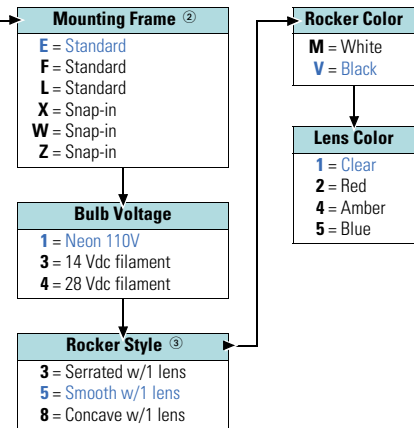 Mounting Frame ②
E = Standard
F = Standard
L = Standard
X = Snap-in
W = Snap-in
Z = Snap-in
Bulb Voltage
1 = Neon 110V
3 = 14 Vdc filament
4 = 28 Vdc filament
Rocker Style ③
3 = Serrated w/1 lens
5 = Smooth w/1 lens
8 = Concave w/1 lens
Rocker Color
M = White
V = Black
Lens Color
1 = Clear
2 = Red
4 = Amber
5 = Blue